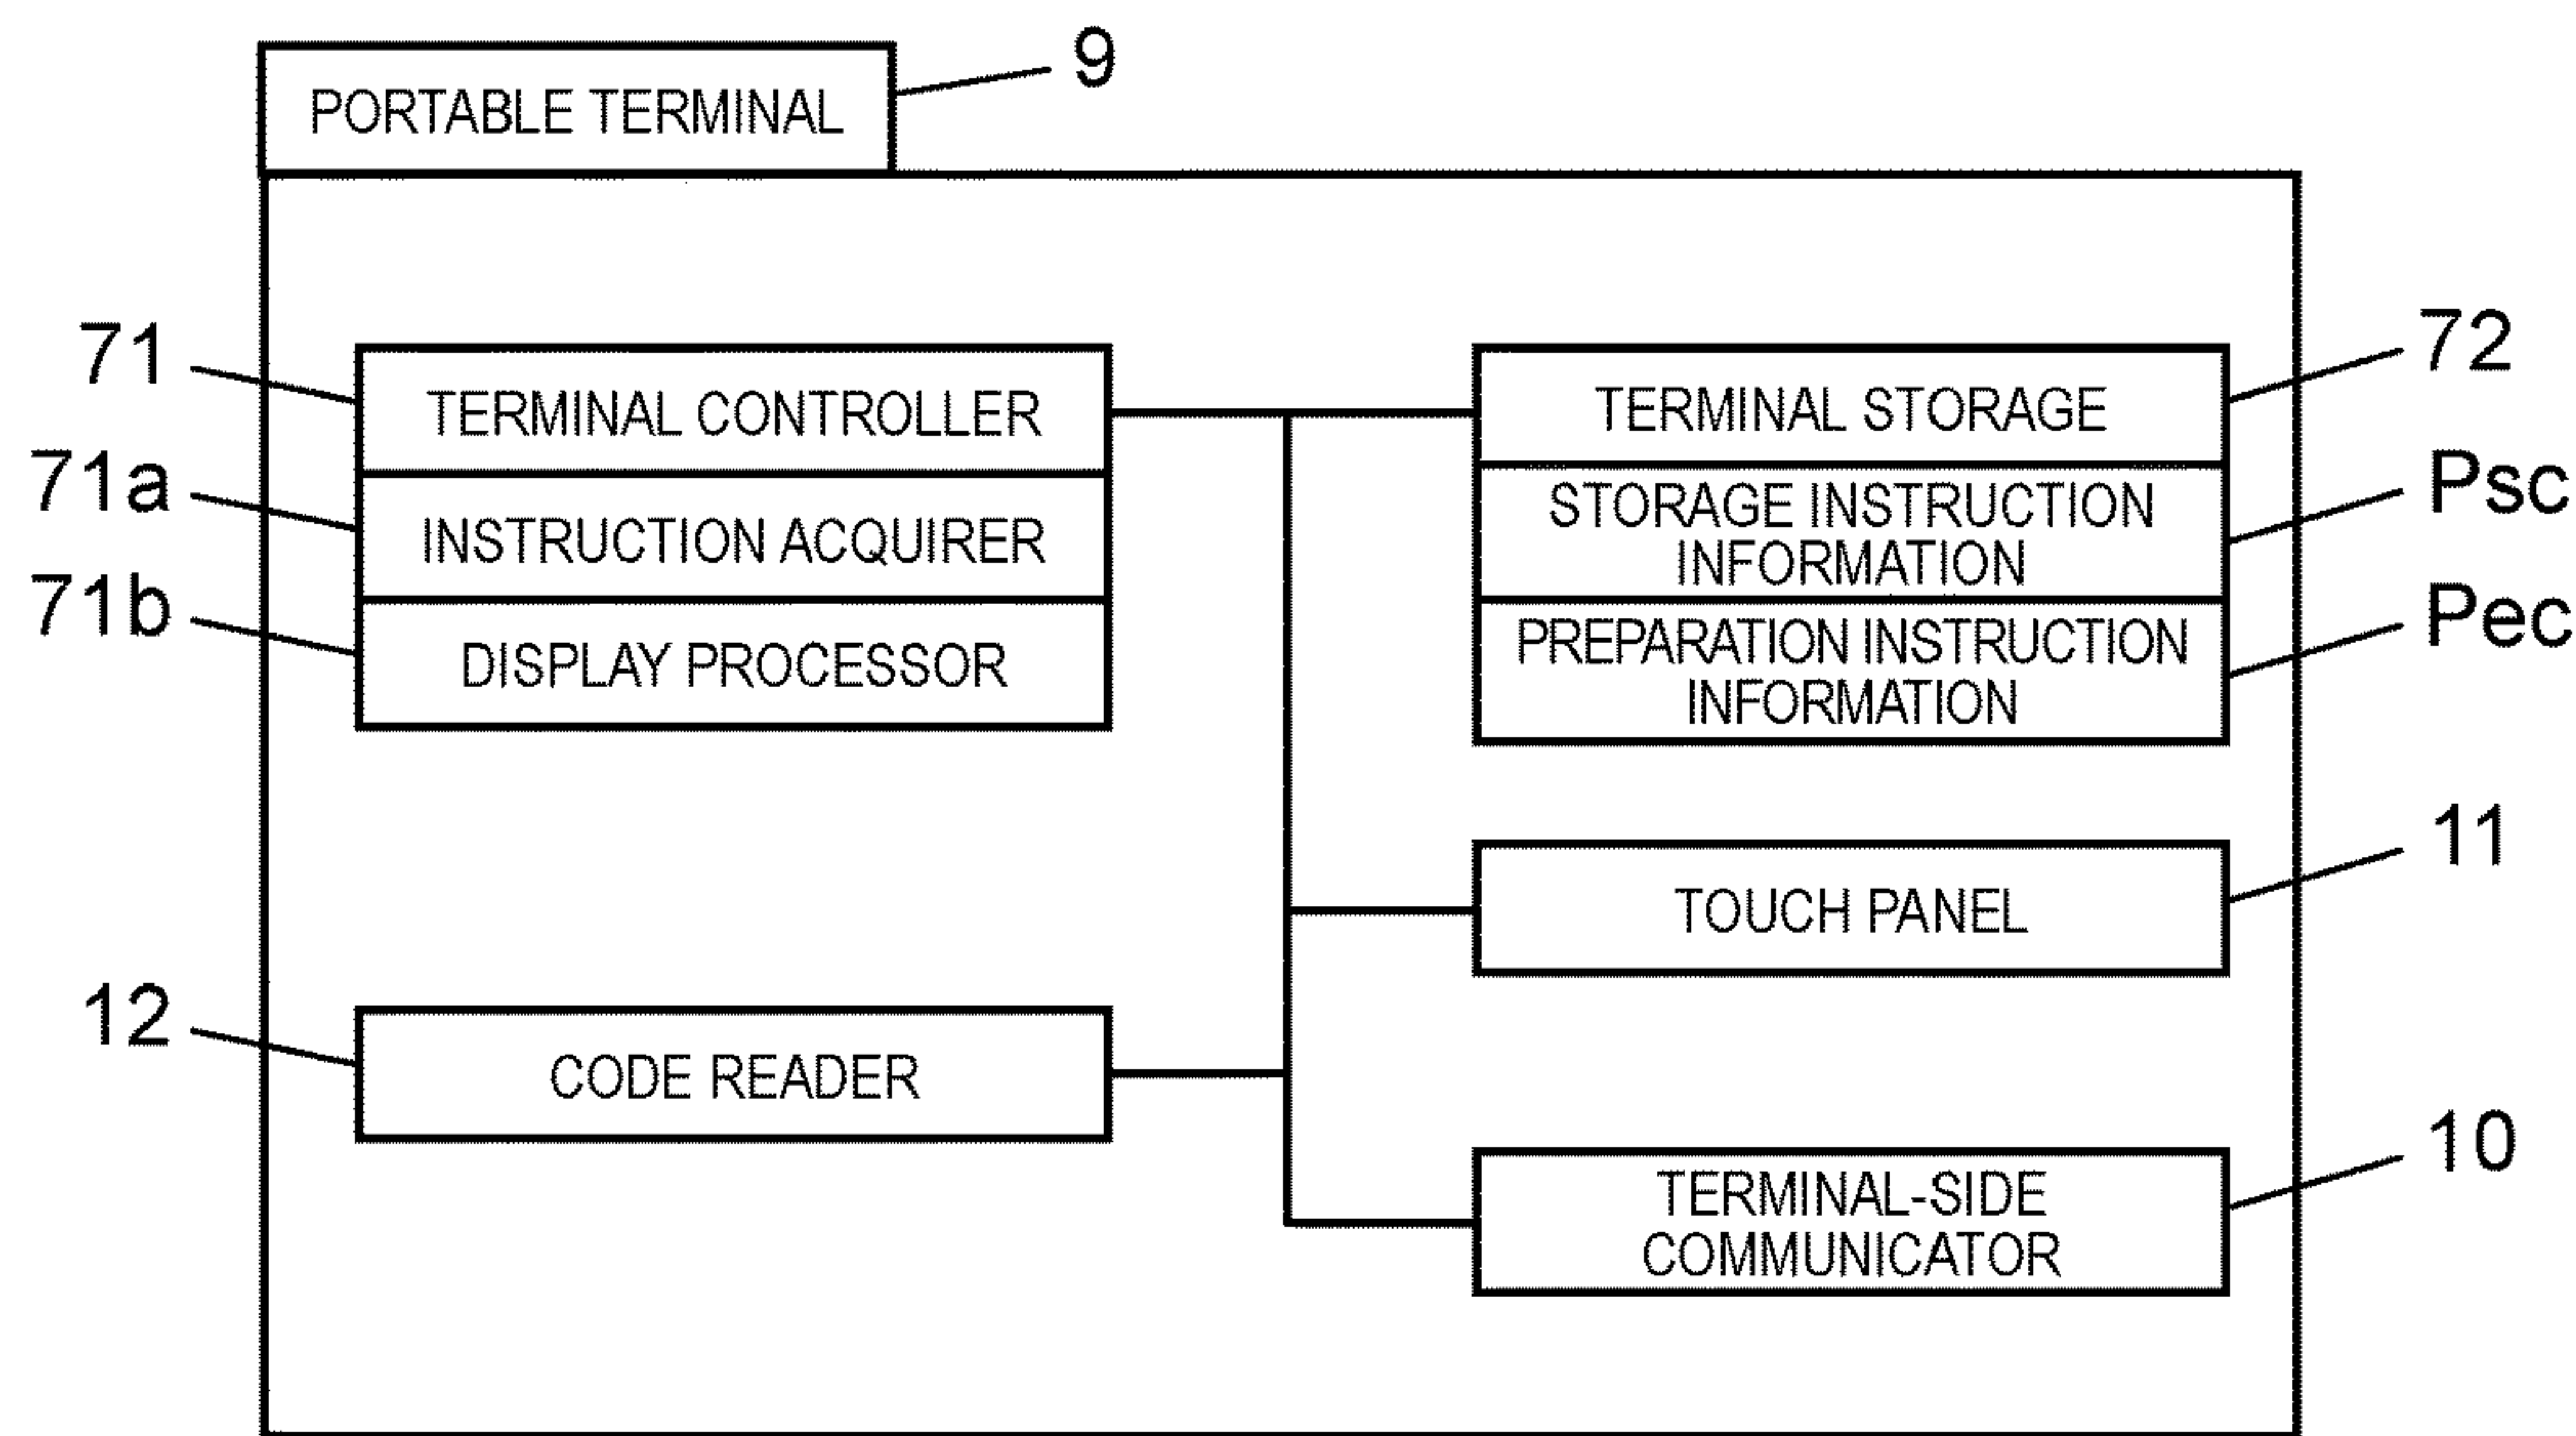 PORTABLE TERMINAL
9
71
TERMINAL CONTROLLER
71a
INSTRUCTION ACQUIRER
71b
DISPLAY PROCESSOR
12
CODE READER
TERMINAL STORAGE
72
STORAGE INSTRUCTION
INFORMATION
Psc
PREPARATION INSTRUCTION
INFORMATION
Pec
TOUCH PANEL
11
TERMINAL-SIDE
COMMUNICATOR
10